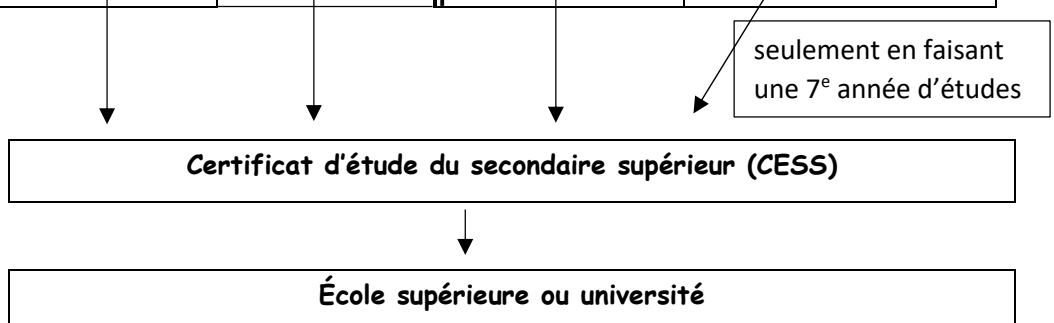 seulement en faisant
une 7e année d'études
Certificat d'étude du secondaire supérieur (CESS)
École supérieure ou université